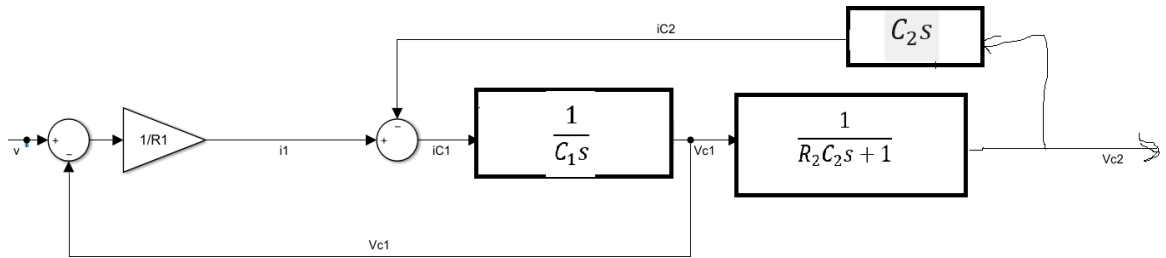 iC2
C₂s
v
+
−
1/R1
i1
−
+
iC1
1
C₁s
Vc1
1
R₂C₂s + 1
Vc2
Vc1